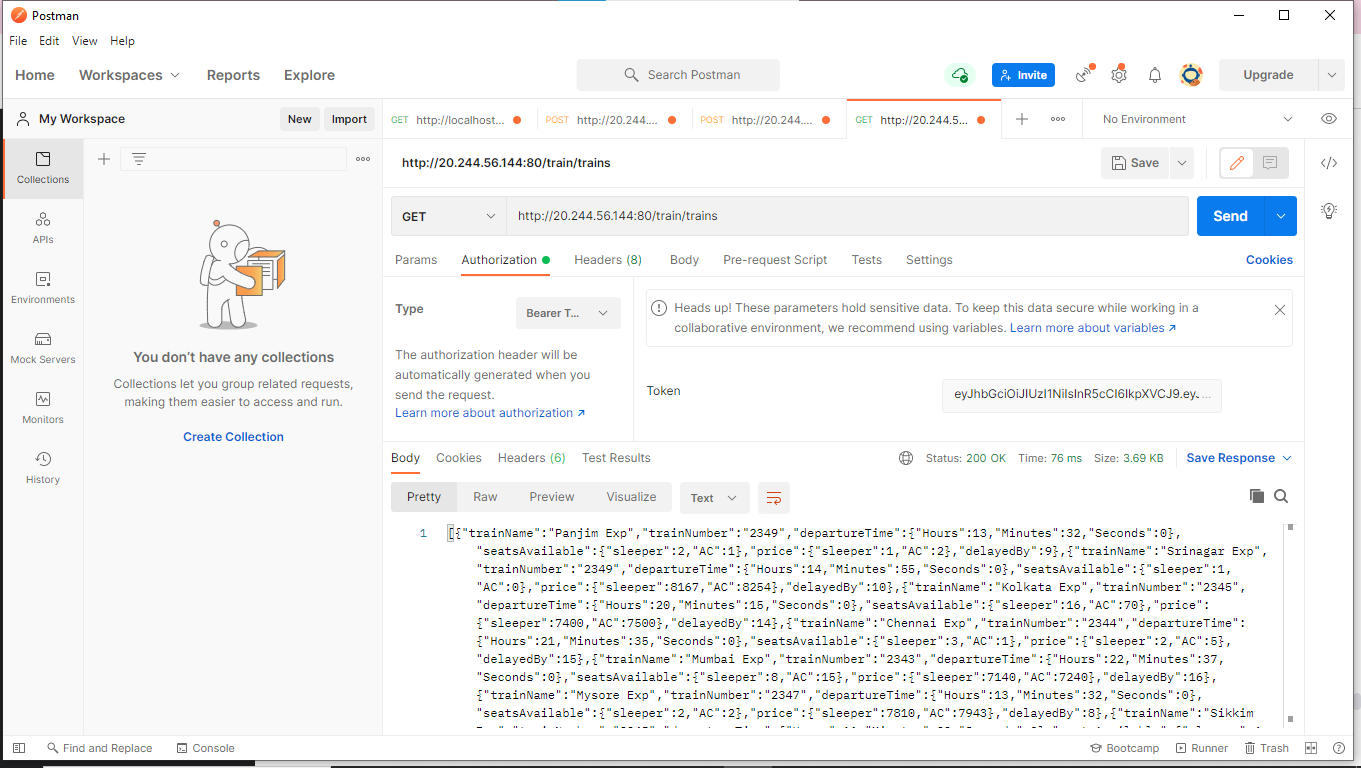 Postman
File Edit View Help
Home Workspaces Reports Explore Search Postman Invite Upgrade
My Workspace New Import GET http://localhost... POST http://20.244.... POST http://20.244.... GET http://20.244.5... No Environment
Collections
APIs
Environments
Mock Servers
Monitors
History
You don't have any collections
Collections let you group related requests,
making them easier to access and run.
Create Collection
http://20.244.56.144:80/train/trains Save
GET http://20.244.56.144:80/train/trains Send
Params Authorization Headers (8) Body Pre-request Script Tests Settings Cookies
Type Bearer T...
The authorization header will be
automatically generated when you
send the request.
Learn more about authorization ↗
Heads up! These parameters hold sensitive data. To keep this data secure while working in a
collaborative environment, we recommend using variables. Learn more about variables ↗
Token eyJhbGciOiJIUzI1NiIsInR5cCI6IkpXVCJ9.eyJ...
Body Cookies Headers (6) Test Results Status: 200 OK Time: 76 ms Size: 3.69 KB Save Response
Pretty Raw Preview Visualize Text
1 [{"trainName":"Panjim Exp","trainNumber":"2349","departureTime":{"Hours":13,"Minutes":32,"Seconds":0},
"seatsAvailable":{"sleeper":2,"AC":1},"price":{"sleeper":1,"AC":2},"delayedBy":9},{"trainName":"Srinagar Exp",
"trainNumber":"2349","departureTime":{"Hours":14,"Minutes":55,"Seconds":0},"seatsAvailable":{"sleeper":1,
"AC":0},"price":{"sleeper":8167,"AC":8254},"delayedBy":10},{"trainName":"Kolkata Exp","trainNumber":"2345",
"departureTime":{"Hours":20,"Minutes":15,"Seconds":0},"seatsAvailable":{"sleeper":16,"AC":70},"price":
{"sleeper":7400,"AC":7500},"delayedBy":14},{"trainName":"Chennai Exp","trainNumber":"2344","departureTime":
{"Hours":21,"Minutes":35,"Seconds":0},"seatsAvailable":{"sleeper":3,"AC":1},"price":{"sleeper":2,"AC":5},
"delayedBy":15},{"trainName":"Mumbai Exp","trainNumber":"2343","departureTime":{"Hours":22,"Minutes":37,
"Seconds":0},"seatsAvailable":{"sleeper":8,"AC":15},"price":{"sleeper":7140,"AC":7240},"delayedBy":16},
{"trainName":"Mysore Exp","trainNumber":"2347","departureTime":{"Hours":13,"Minutes":32,"Seconds":0},
"seatsAvailable":{"sleeper":2,"AC":2},"price":{"sleeper":7810,"AC":7943},"delayedBy":8},{"trainName":"Sikkim
Find and Replace Console Bootcamp Runner Trash